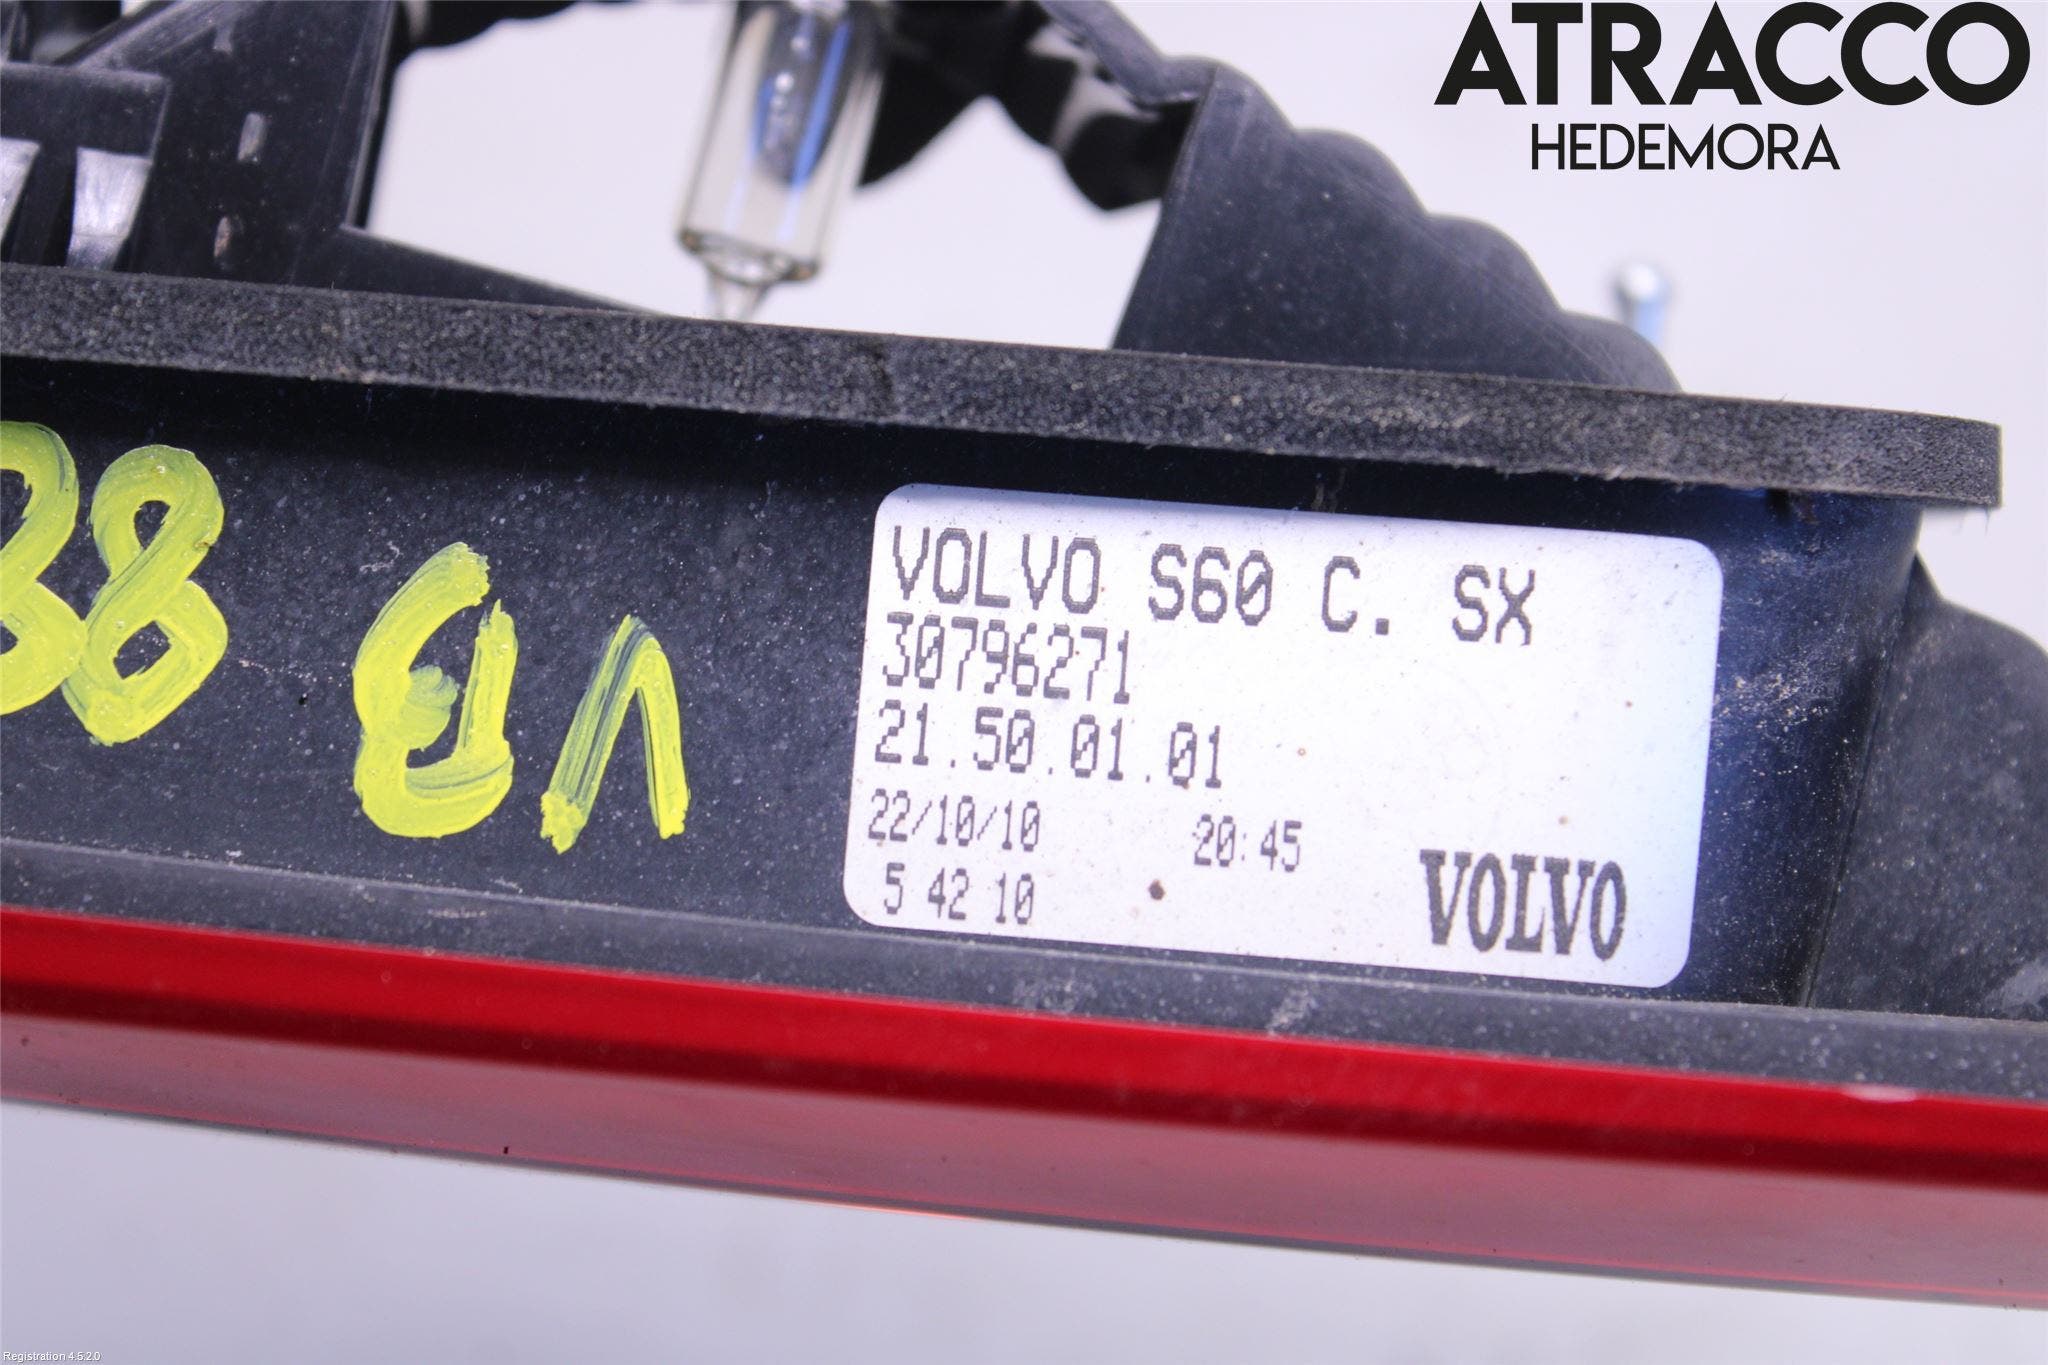 ATRACCO
HEDEMORA
VOLVO S60 C. SX
30796271
21.50.01.01
22/10/10 20:45
5 42 10
VOLVO
Registration 4.5.2.0